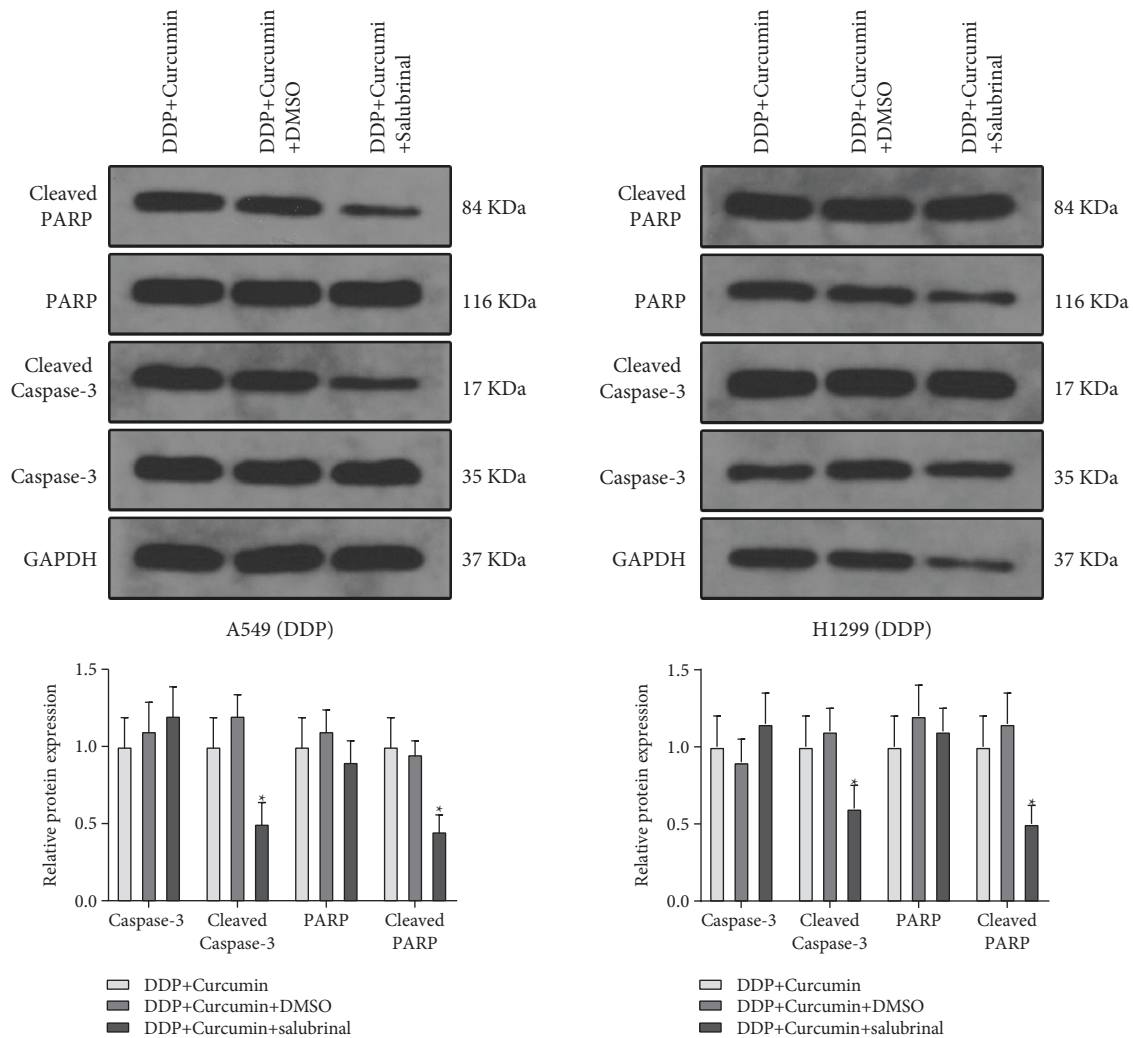 DDP+Curcumin
DDP+Curcumin
+DMSO
DDP+Curcumi
+Salubrinal
Cleaved
PARP
84 KDa
PARP
116 KDa
Cleaved
Caspase-3
17 KDa
Caspase-3
35 KDa
GAPDH
37 KDa
A549 (DDP)
Relative protein expression
1.5
1.0
0.5
0.0
*
*
Caspase-3
Cleaved
Caspase-3
PARP
Cleaved
PARP
DDP+Curcumin
DDP+Curcumin+DMSO
DDP+Curcumin+salubrinal
DDP+Curcumin
DDP+Curcumin
+DMSO
DDP+Curcumi
+Salubrinal
Cleaved
PARP
84 KDa
PARP
116 KDa
Cleaved
Caspase-3
17 KDa
Caspase-3
35 KDa
GAPDH
37 KDa
H1299 (DDP)
Relative protein expression
1.5
1.0
0.5
0.0
*
*
Caspase-3
Cleaved
Caspase-3
PARP
Cleaved
PARP
DDP+Curcumin
DDP+Curcumin+DMSO
DDP+Curcumin+salubrinal